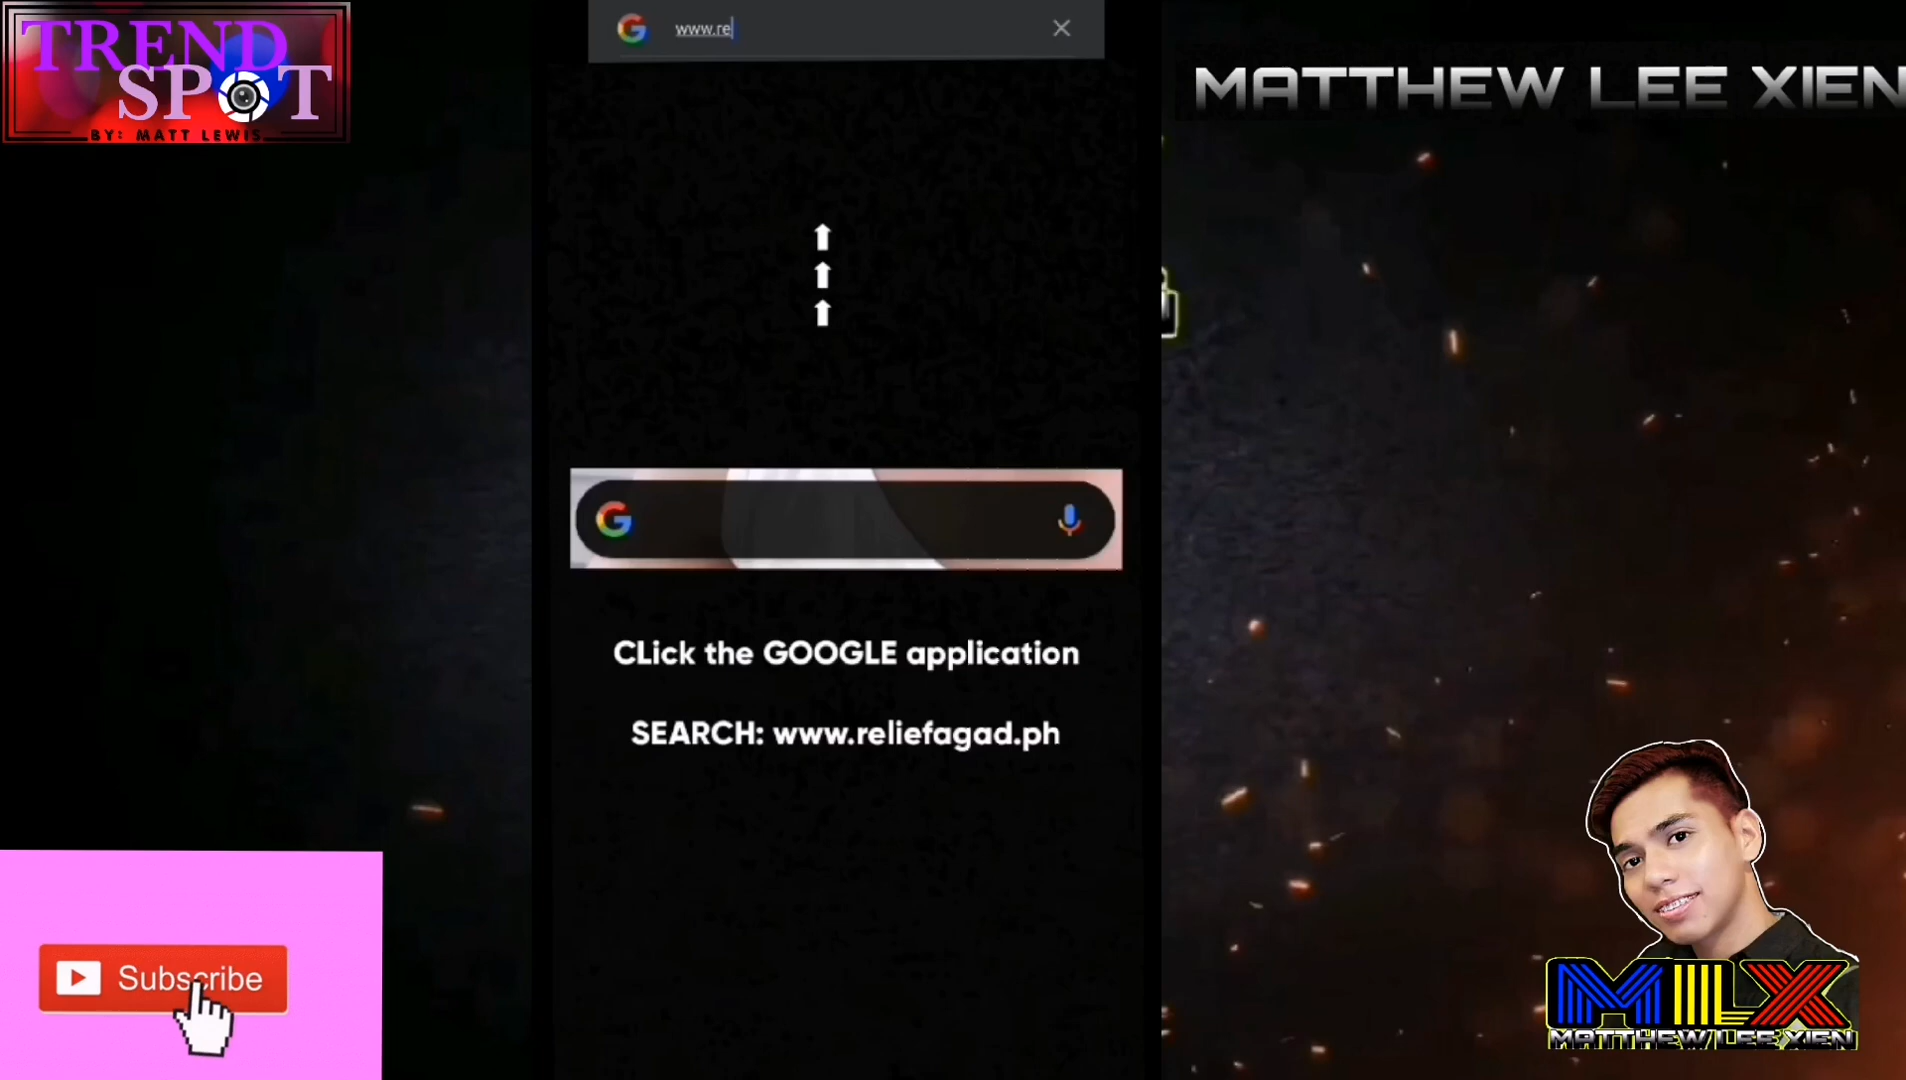 TREND
SPOT
BY: MATT LEWIS
www.re
MATTHEW LEE XIEN
CLick the GOOGLE application
SEARCH: www.reliefagad.ph
Subscribe
MLX
MATTHEW LEE XIEN